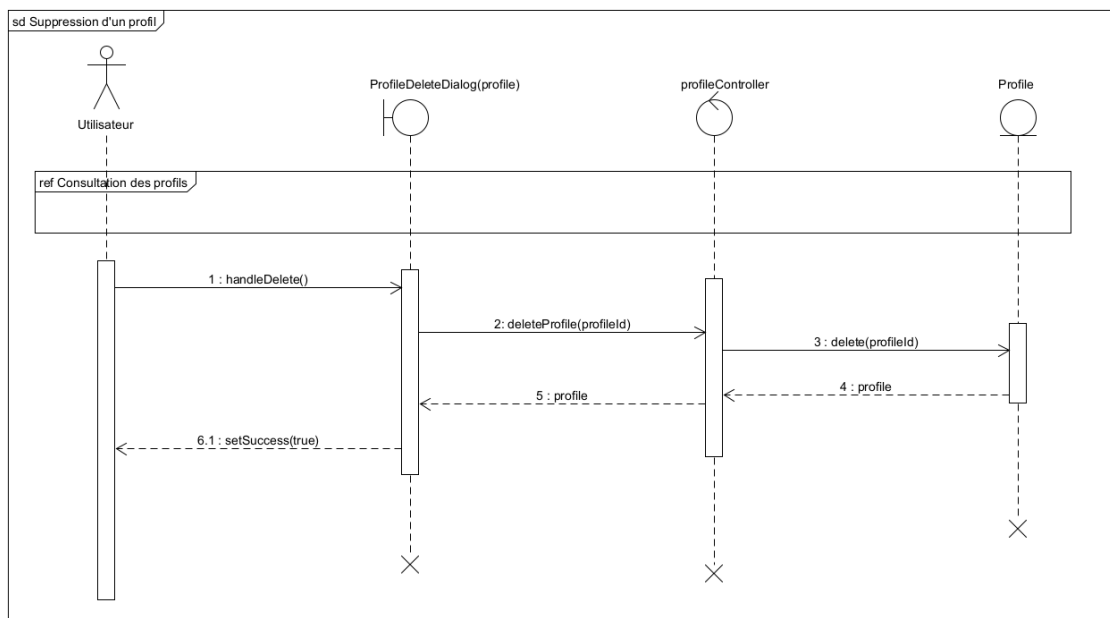 sd Suppression d'un profil
ProfileDeleteDialog(profile)
profileController
Profile
Utilisateur
ref Consultation des profils
1 : handleDelete()
2: deleteProfile(profileId)
3 : delete(profileId)
4 : profile
5 : profile
6.1 : setSuccess(true)